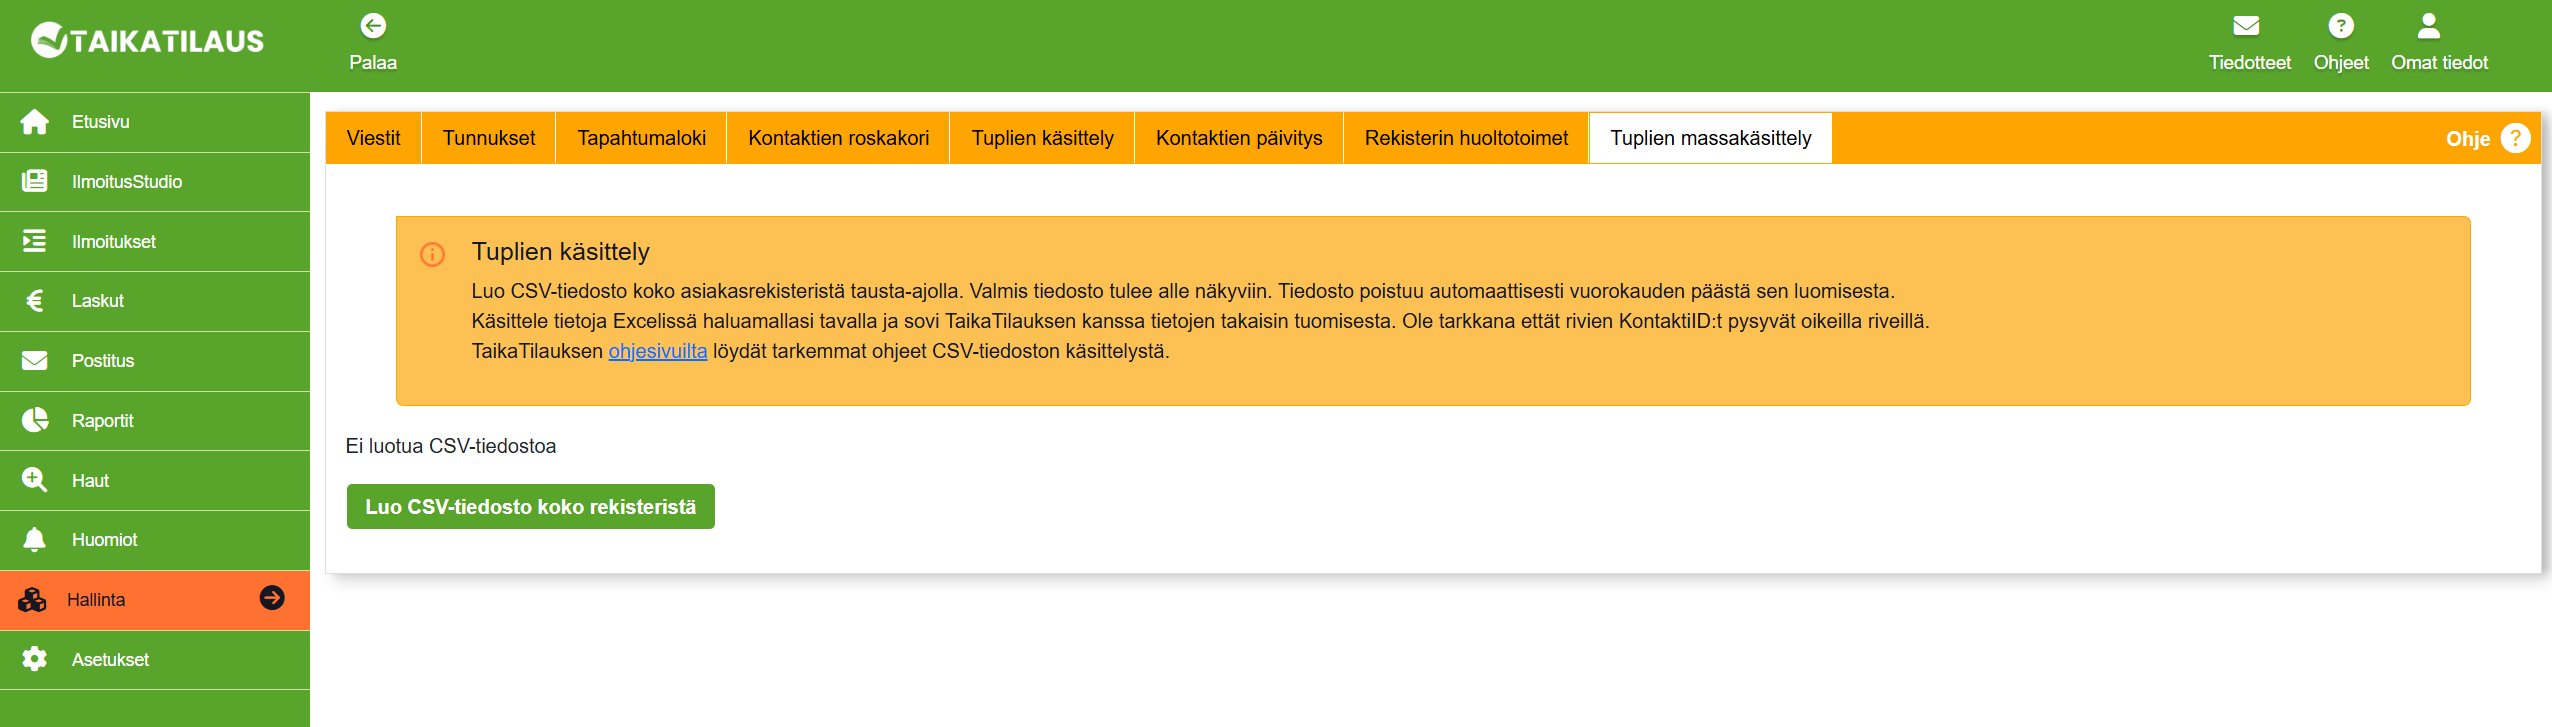 TAIKATILAUS
Palaa
Tiedotteet
Ohjeet
Omat tiedot
Etusivu
IlmoitusStudio
Ilmoitukset
Laskut
Postitus
Raportit
Haut
Huomiot
Hallinta
Asetukset
Viestit
Tunnukset
Tapahtumaloki
Kontaktien roskakori
Tuplien käsittely
Kontaktien päivitys
Rekisterin huoltotoimet
Tuplien massakäsittely
Ohje
Tuplien käsittely
Luo CSV-tiedosto koko asiakasrekisteristä tausta-ajolla. Valmis tiedosto tulee alle näkyviin. Tiedosto poistuu automaattisesti vuorokauden päästä sen luomisesta.
Käsittele tietoja Excelissä haluamallasi tavalla ja sovi TaikaTilauksen kanssa tietojen takaisin tuomisesta. Ole tarkkana ettät rivien KontaktiID:t pysyvät oikeilla riveillä.
TaikaTilauksen ohjesivuilta löydät tarkemmat ohjeet CSV-tiedoston käsittelystä.
Ei luotua CSV-tiedostoa
Luo CSV-tiedosto koko rekisteristä